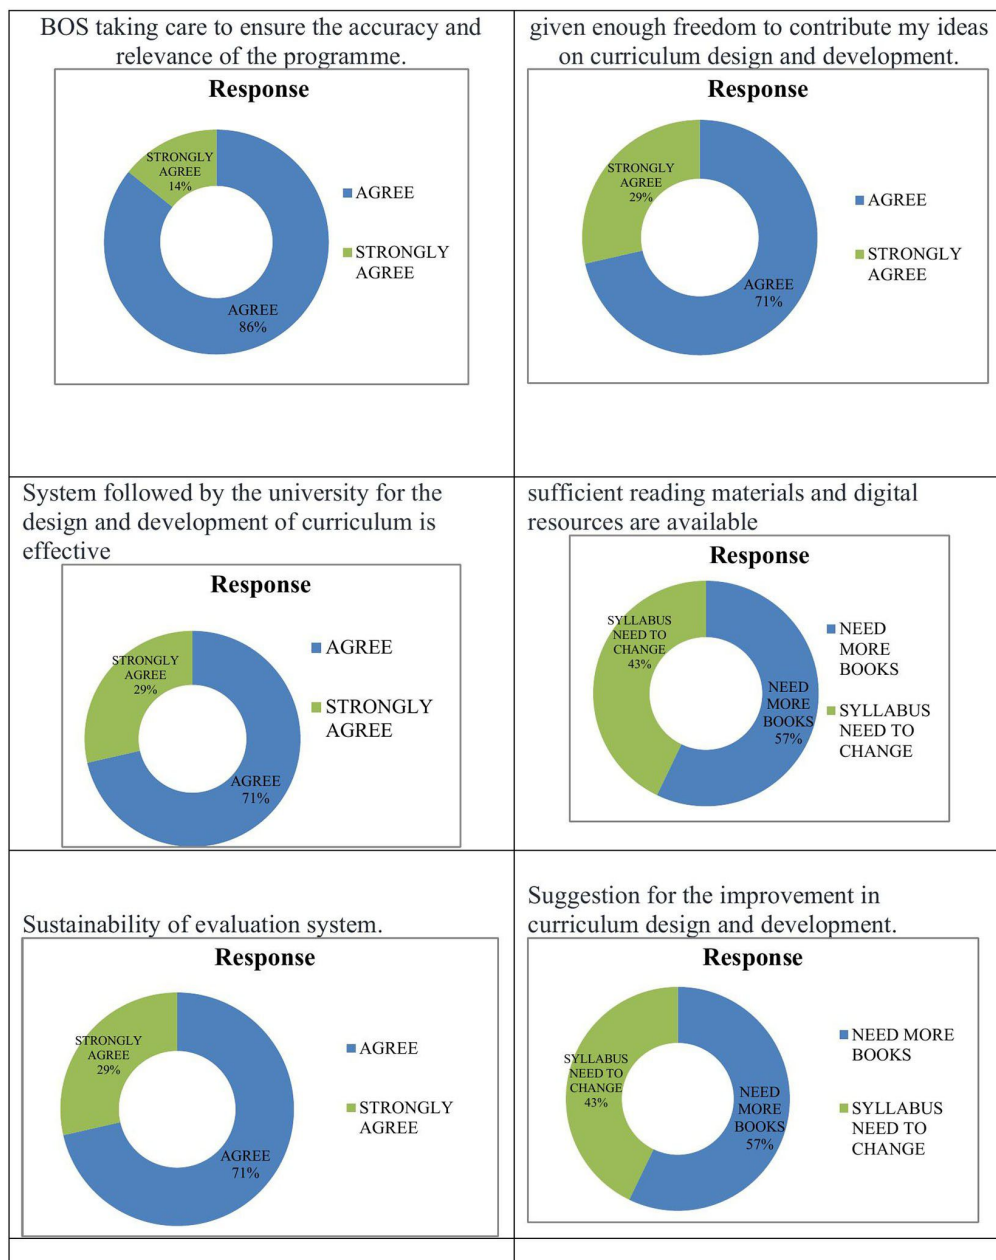 BOS taking care to ensure the accuracy and
relevance of the programme.
Response
STRONGLY
AGREE
14%
AGREE
86%
AGREE
STRONGLY
AGREE
given enough freedom to contribute my ideas
on curriculum design and development.
Response
STRONGLY
AGREE
29%
AGREE
71%
AGREE
STRONGLY
AGREE
System followed by the university for the
design and development of curriculum is
effective
Response
STRONGLY
AGREE
29%
AGREE
71%
AGREE
STRONGLY
AGREE
sufficient reading materials and digital
resources are available
Response
SYLLABUS
NEED TO
CHANGE
43%
NEED
MORE
BOOKS
57%
NEED
MORE
BOOKS
SYLLABUS
NEED TO
CHANGE
Sustainability of evaluation system.
Response
STRONGLY
AGREE
29%
AGREE
71%
AGREE
STRONGLY
AGREE
Suggestion for the improvement in
curriculum design and development.
Response
SYLLABUS
NEED TO
CHANGE
43%
NEED
MORE
BOOKS
57%
NEED MORE
BOOKS
SYLLABUS
NEED TO
CHANGE